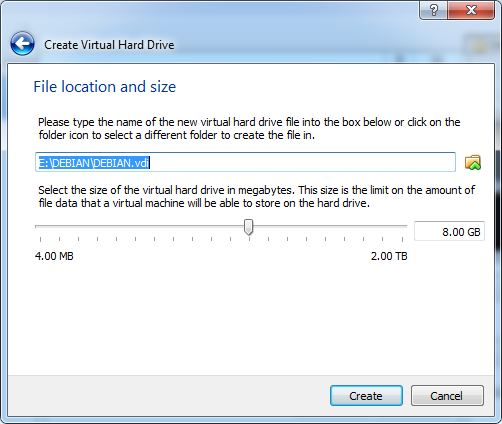 ?
Create Virtual Hard Drive
File location and size
Please type the name of the new virtual hard drive file into the box below or click on the
folder icon to select a different folder to create the file in.
E:\DEBIAN\DEBIAN.vdi
Select the size of the virtual hard drive in megabytes. This size is the limit on the amount of
file data that a virtual machine will be able to store on the hard drive.
8.00 GB
4.00 MB 2.00 TB
Create Cancel